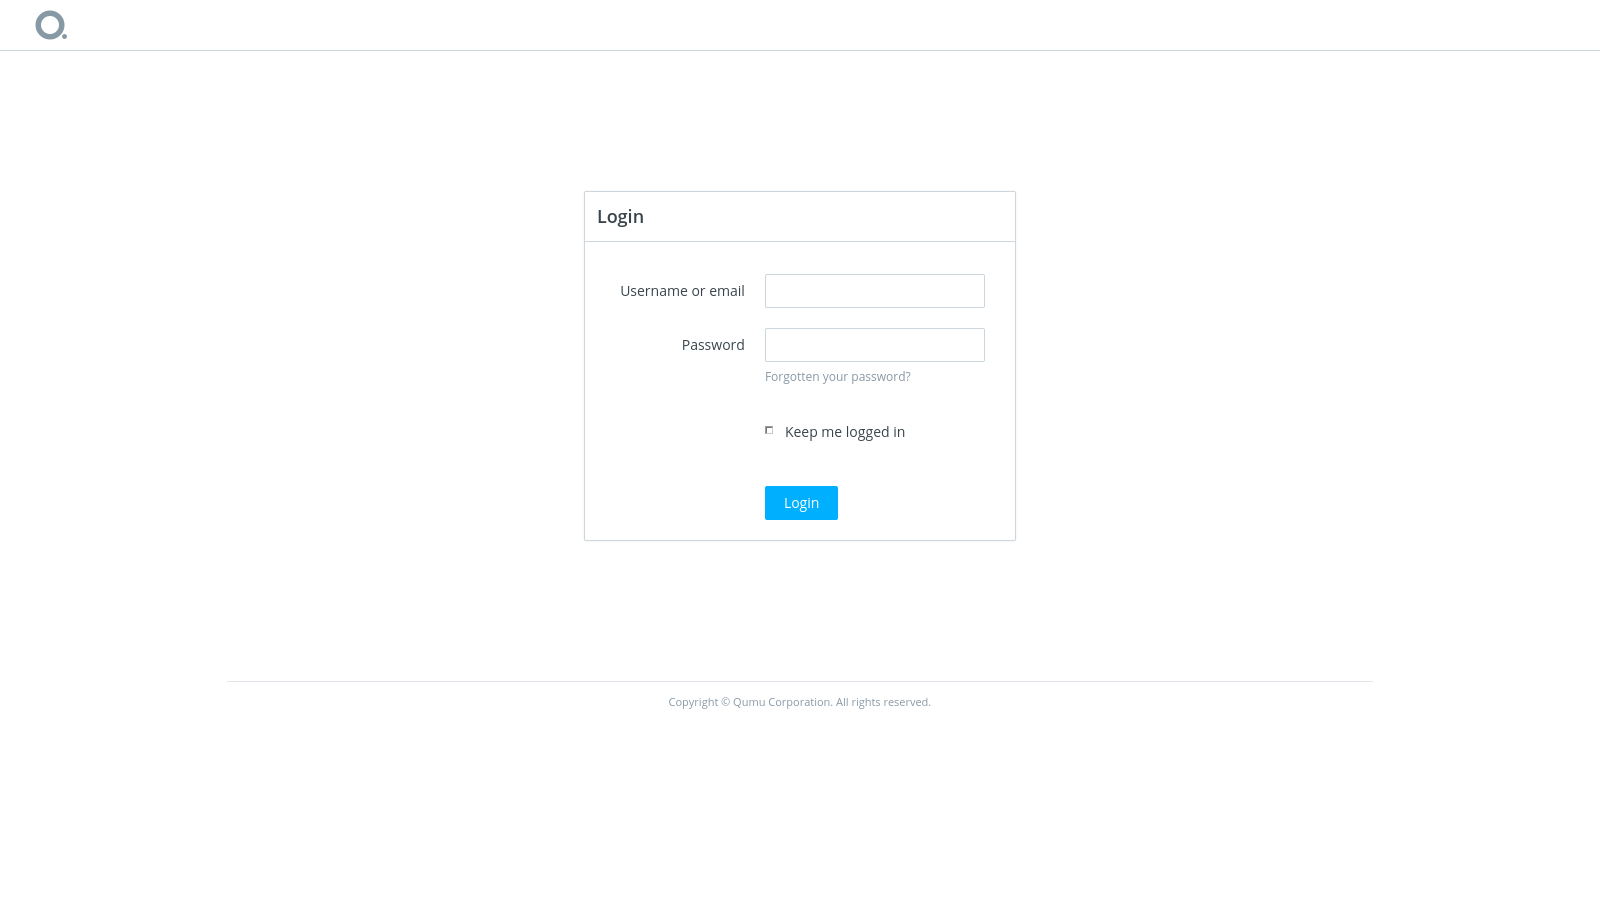 Login
Username or email
Password
Forgotten your password?
Keep me logged in
Login
Copyright © Qumu Corporation. All rights reserved.